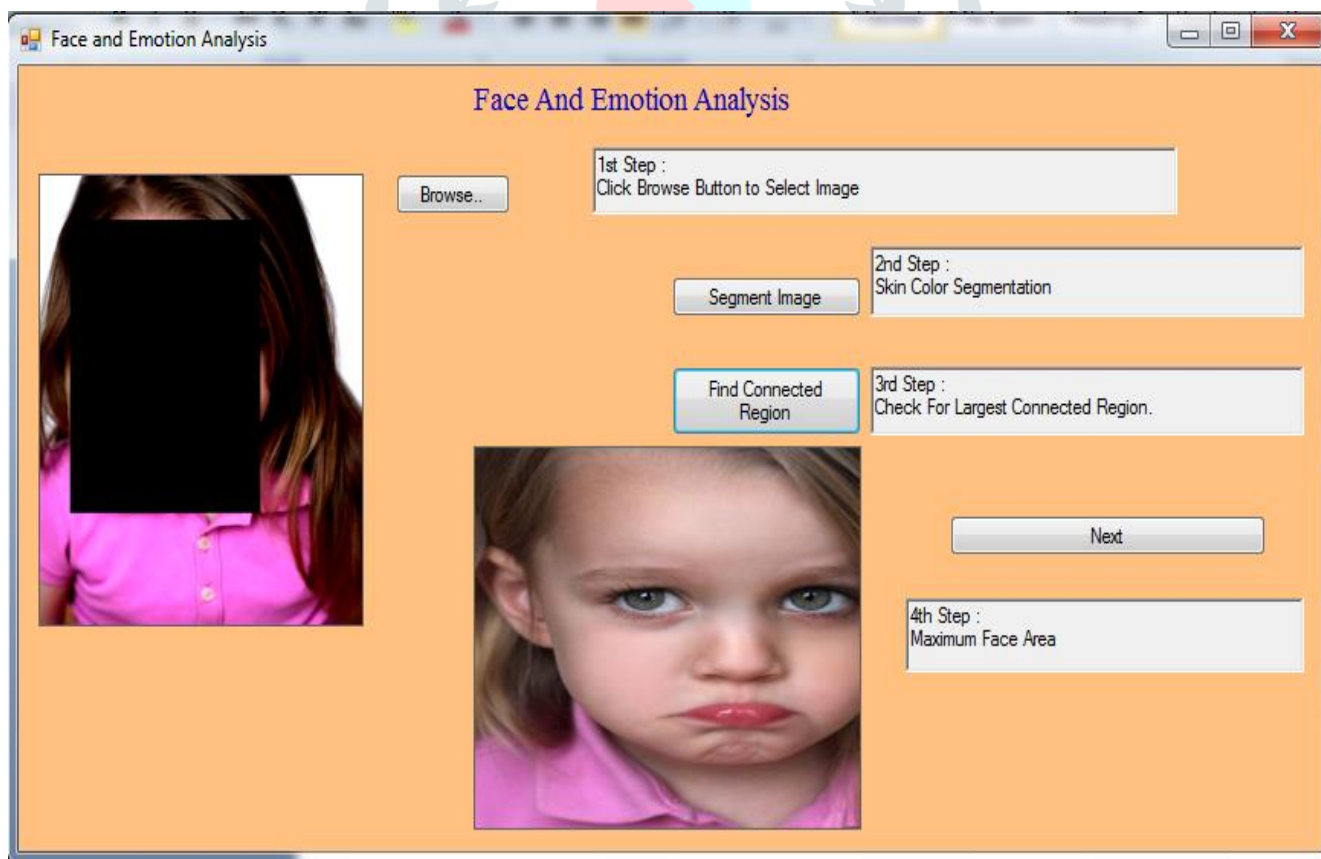 Face and Emotion Analysis
Face And Emotion Analysis
Browse..
1st Step :
Click Browse Button to Select Image
Segment Image
2nd Step :
Skin Color Segmentation
Find Connected
Region
3rd Step :
Check For Largest Connected Region.
Next
4th Step :
Maximum Face Area